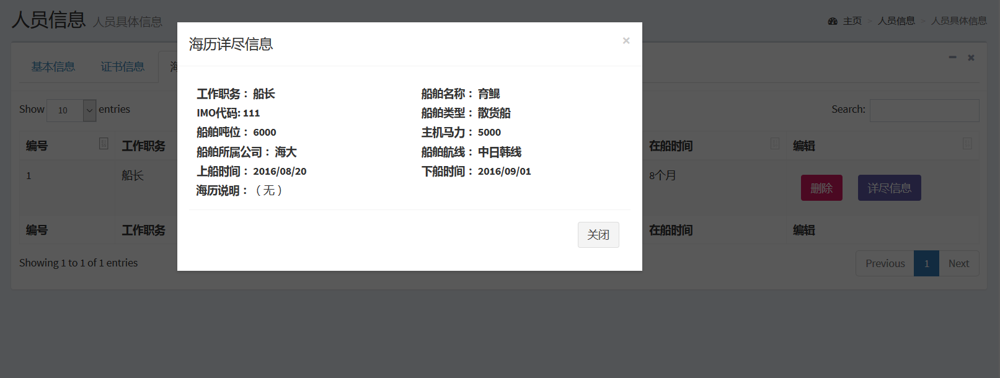 人员信息 人员具体信息
主页 > 人员信息 > 人员具体信息
海历详尽信息 ×
基本信息 证书信息 海
工作职务： 船长 船舶名称： 育鲲
IMO代码: 111 船舶类型： 散货船
船舶吨位： 6000 主机马力： 5000
船舶所属公司： 海大 船舶航线： 中日韩线
上船时间： 2016/08/20 下船时间： 2016/09/01
海历说明： （ 无 ）
关闭
Show 10 entries Search:
编号 工作职务 在船时间 编辑
1 船长 8个月 删除 详尽信息
编号 工作职务 在船时间 编辑
Showing 1 to 1 of 1 entries Previous 1 Next